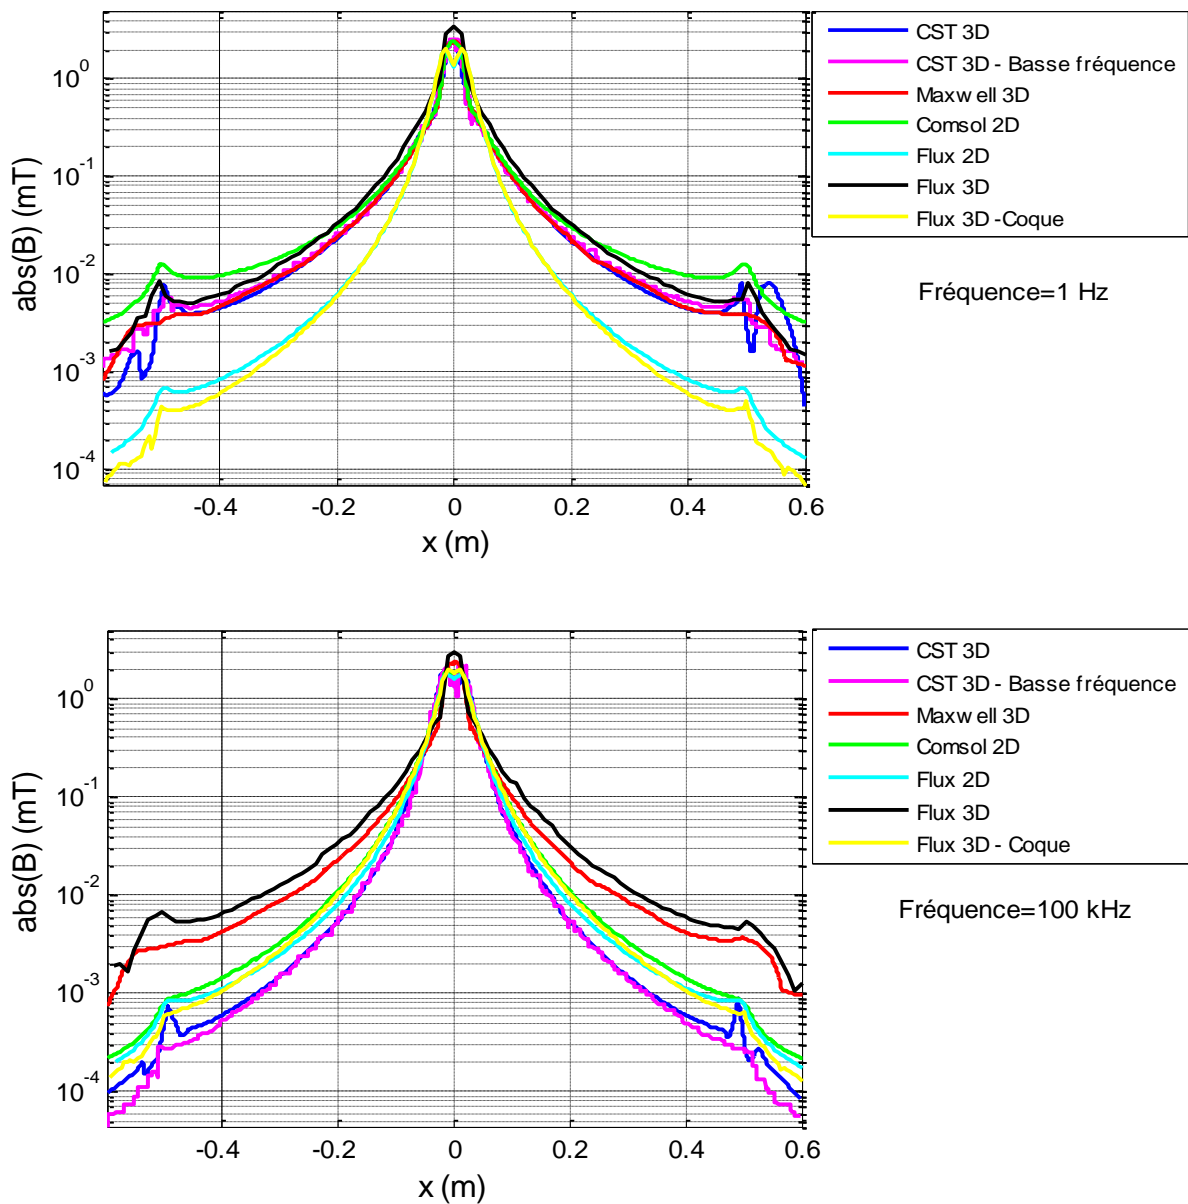 abs(B) (mT)
10^0
10^-1
10^-2
10^-3
10^-4
-0.4 -0.2 0 0.2 0.4 0.6
x (m)
CST 3D
CST 3D - Basse fréquence
Maxwell 3D
Comsol 2D
Flux 2D
Flux 3D
Flux 3D -Coque
Fréquence=1 Hz
abs(B) (mT)
10^0
10^-1
10^-2
10^-3
10^-4
-0.4 -0.2 0 0.2 0.4 0.6
x (m)
CST 3D
CST 3D - Basse fréquence
Maxwell 3D
Comsol 2D
Flux 2D
Flux 3D
Flux 3D - Coque
Fréquence=100 kHz